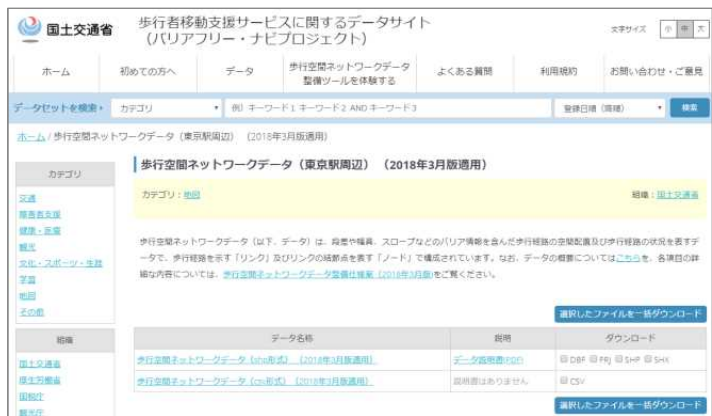 国土交通省
歩行者移動支援サービスに関するデータサイト
(バリアフリー・ナビプロジェクト)
文字サイズ 小 中 大
ホーム 初めての方へ データ 歩行空間ネットワークデータ 整備ツールを体験する よくある質問 利用規約 お問い合わせ・ご意見
データセットを検索 カテゴリ 例) キーワード1 キーワード2 AND キーワード3 登録日順 (降順) 検索
ホーム / 歩行空間ネットワークデータ (東京駅周辺) (2018年3月版適用)
カテゴリ
交通
障害者支援
健康・医療
観光
文化・スポーツ・生涯
学習
地図
その他
組織
国土交通省
厚生労働省
国税庁
観光庁
歩行空間ネットワークデータ (東京駅周辺) (2018年3月版適用)
カテゴリ : 地図 組織 : 国土交通省
歩行空間ネットワークデータ (以下、データ) は、段差や幅員、スロープなどのバリア情報を含んだ歩行経路の空間配置及び歩行経路の状況を表すデ
ータで、歩行経路を示す「リンク」及びリンクの結節点を表す「ノード」で構成されています。なお、データの概要についてはこちらを、各項目の詳
細な内容については、歩行空間ネットワークデータ整備仕様案 (2018年3月版)をご覧ください。
選択したファイルを一括ダウンロード
データ名称 説明 ダウンロード
歩行空間ネットワークデータ (shp形式) (2018年3月版適用) データ説明書(PDF) DBF PRJ SHP SHX
歩行空間ネットワークデータ (csv形式) (2018年3月版適用) 説明書はありません CSV
選択したファイルを一括ダウンロード